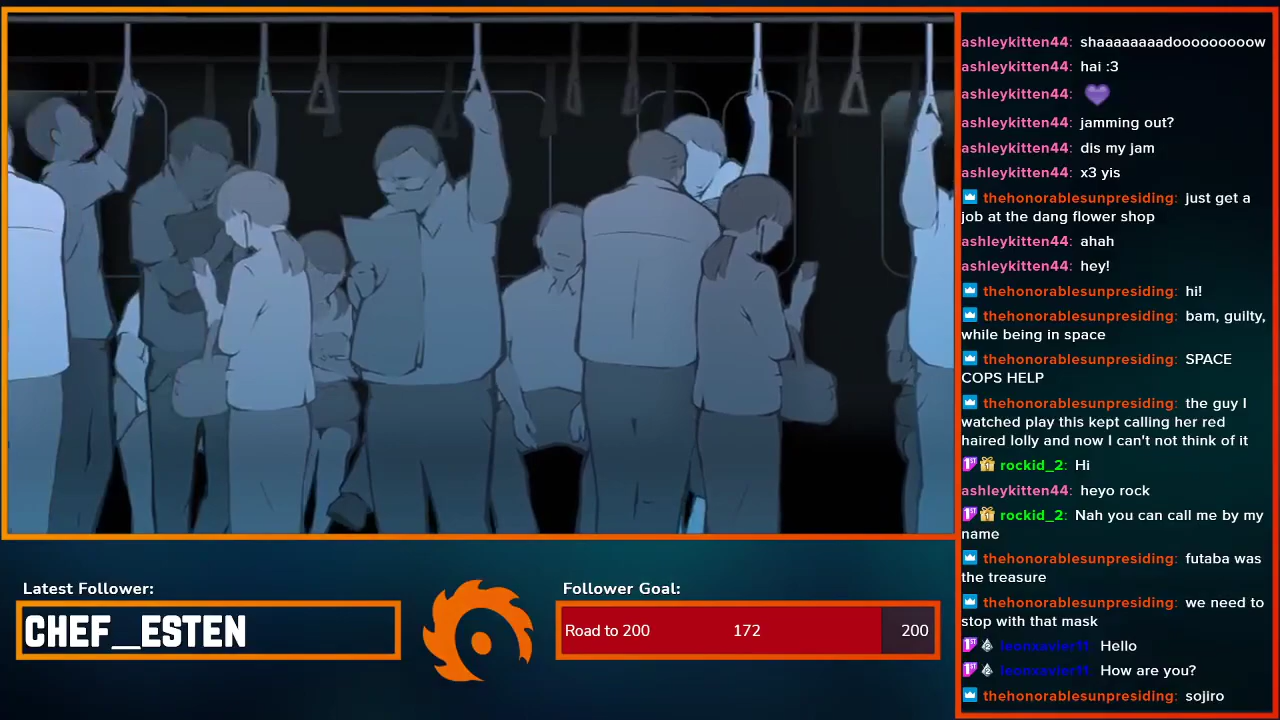 ashleykitten44: shaaaaaaaadooooooooow
ashleykitten44: hai :3
ashleykitten44:
ashleykitten44: jamming out?
ashleykitten44: dis my jam
ashleykitten44: x3 yis
thehonorablesunpresiding: just get a
job at the dang flower shop
ashleykitten44: ahah
ashleykitten44: hey!
thehonorablesunpresiding: hi!
thehonorablesunpresiding: bam, guilty,
while being in space
thehonorablesunpresiding: SPACE
COPS HELP
thehonorablesunpresiding: the guy I
watched play this kept calling her red
haired lolly and now I can't not think of it
1ST rockid_2: Hi
ashleykitten44: heyo rock
1ST rockid_2: Nah you can call me by my
name
thehonorablesunpresiding: futaba was
the treasure
thehonorablesunpresiding: we need to
stop with that mask
1ST leonxavier11: Hello
1ST leonxavier11: How are you?
thehonorablesunpresiding: sojiro
Latest Follower:
CHEF_ESTEN
Follower Goal:
Road to 200 172 200